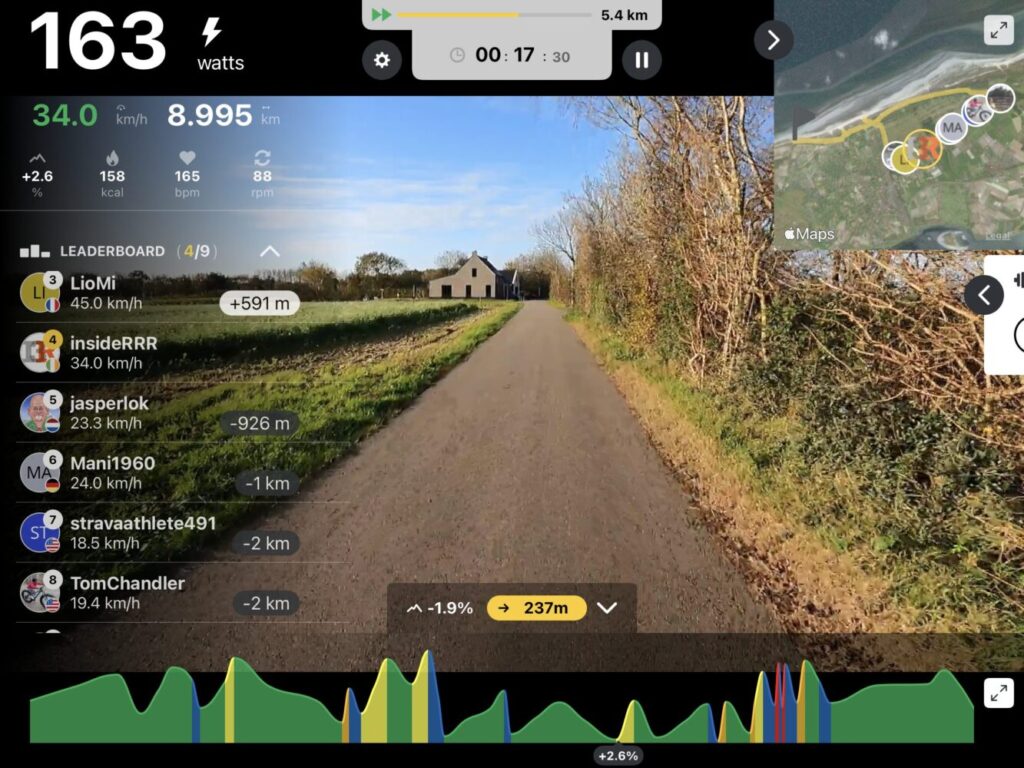 163 watts
5.4 km
00: 17 : 30
34.0 km/h 8.995 km
+2.6 158 165 88
% kcal bpm rpm
LEADERBOARD (4/9)
3 LioMi
45.0 km/h +591 m
4 insideRRR
34.0 km/h
5 jasperlok
23.3 km/h -926 m
MA 6 Mani1960
24.0 km/h -1 km
ST 7 stravaathlete491
18.5 km/h -2 km
8 TomChandler
19.4 km/h -2 km
MA
L
Maps
Legal
-1.9% → 237m
+2.6%